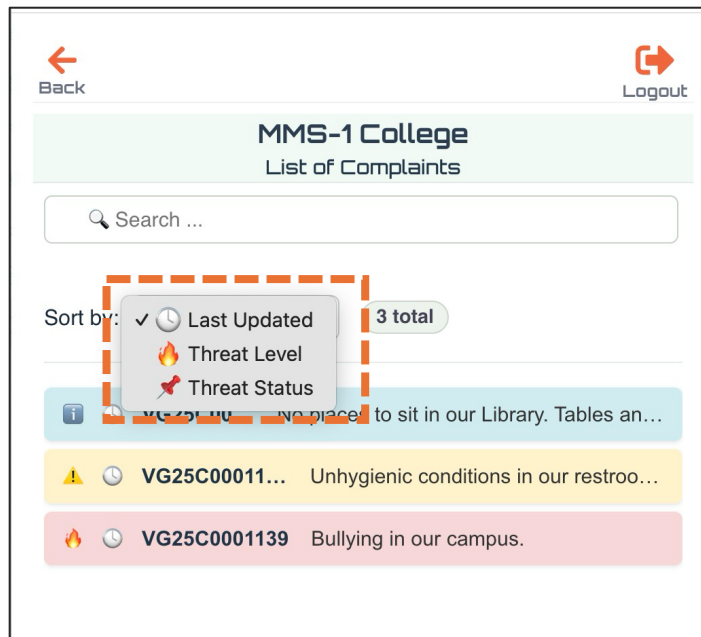 Back
Logout
MMS-1 College
List of Complaints
Search ...
Sort by:
✓ Last Updated
Threat Level
Threat Status
3 total
No places to sit in our Library. Tables an...
VG25C00011... Unhygienic conditions in our restroo...
VG25C0001139 Bullying in our campus.